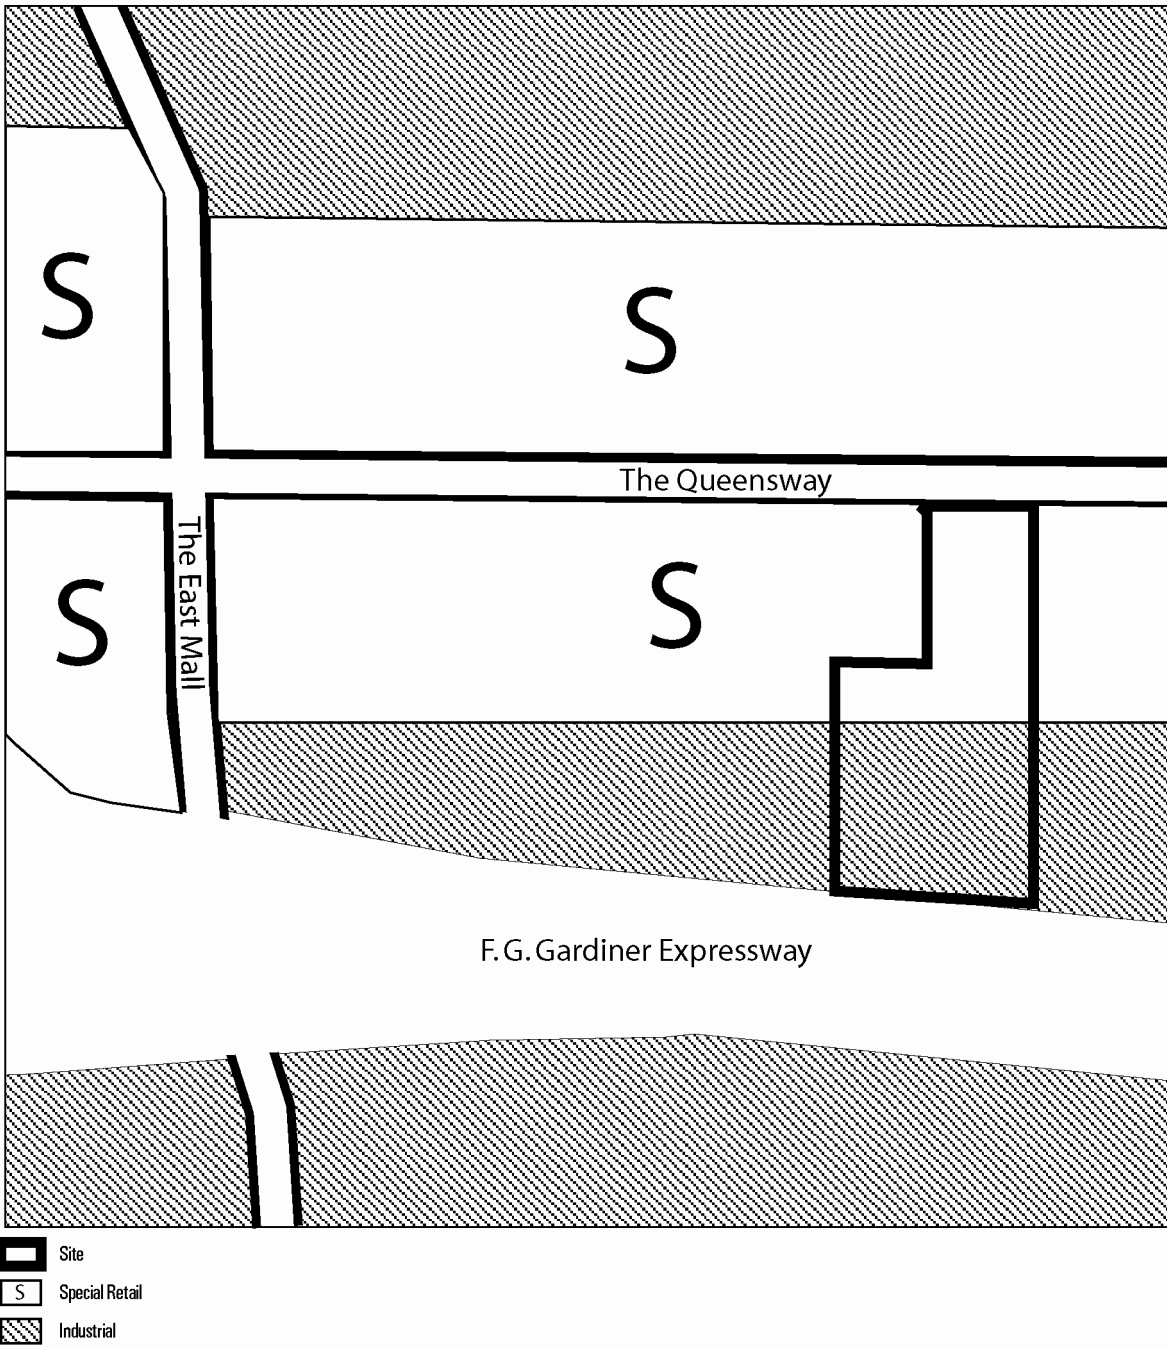 S
S
The Queensway
The East Mall
S
S
F. G. Gardiner Expressway
Site
S Special Retail
Industrial